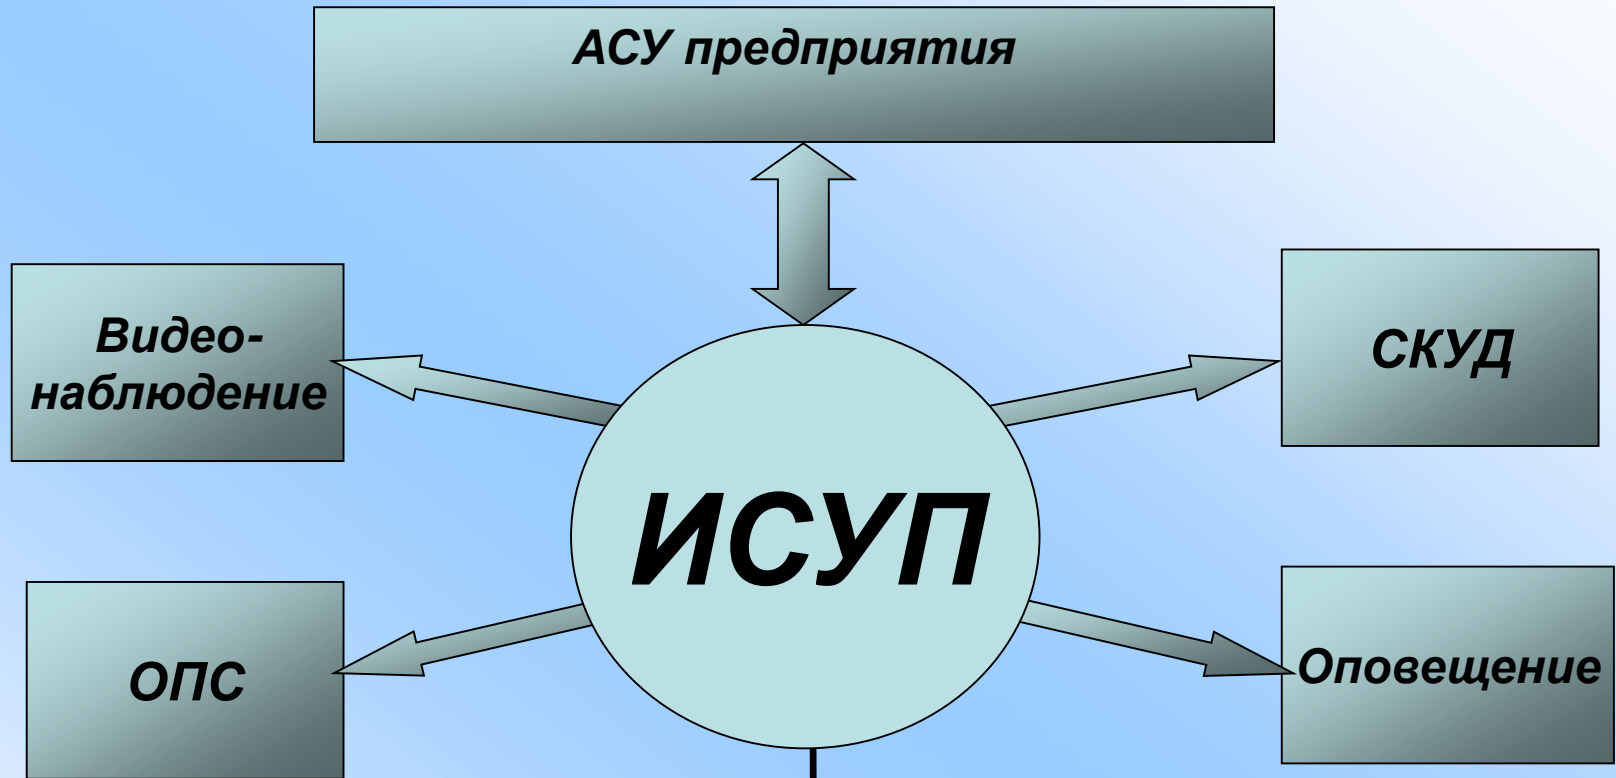 АСУ предприятия
Видео-
наблюдение
СКУД
ИСУП
ОПС
Оповещение